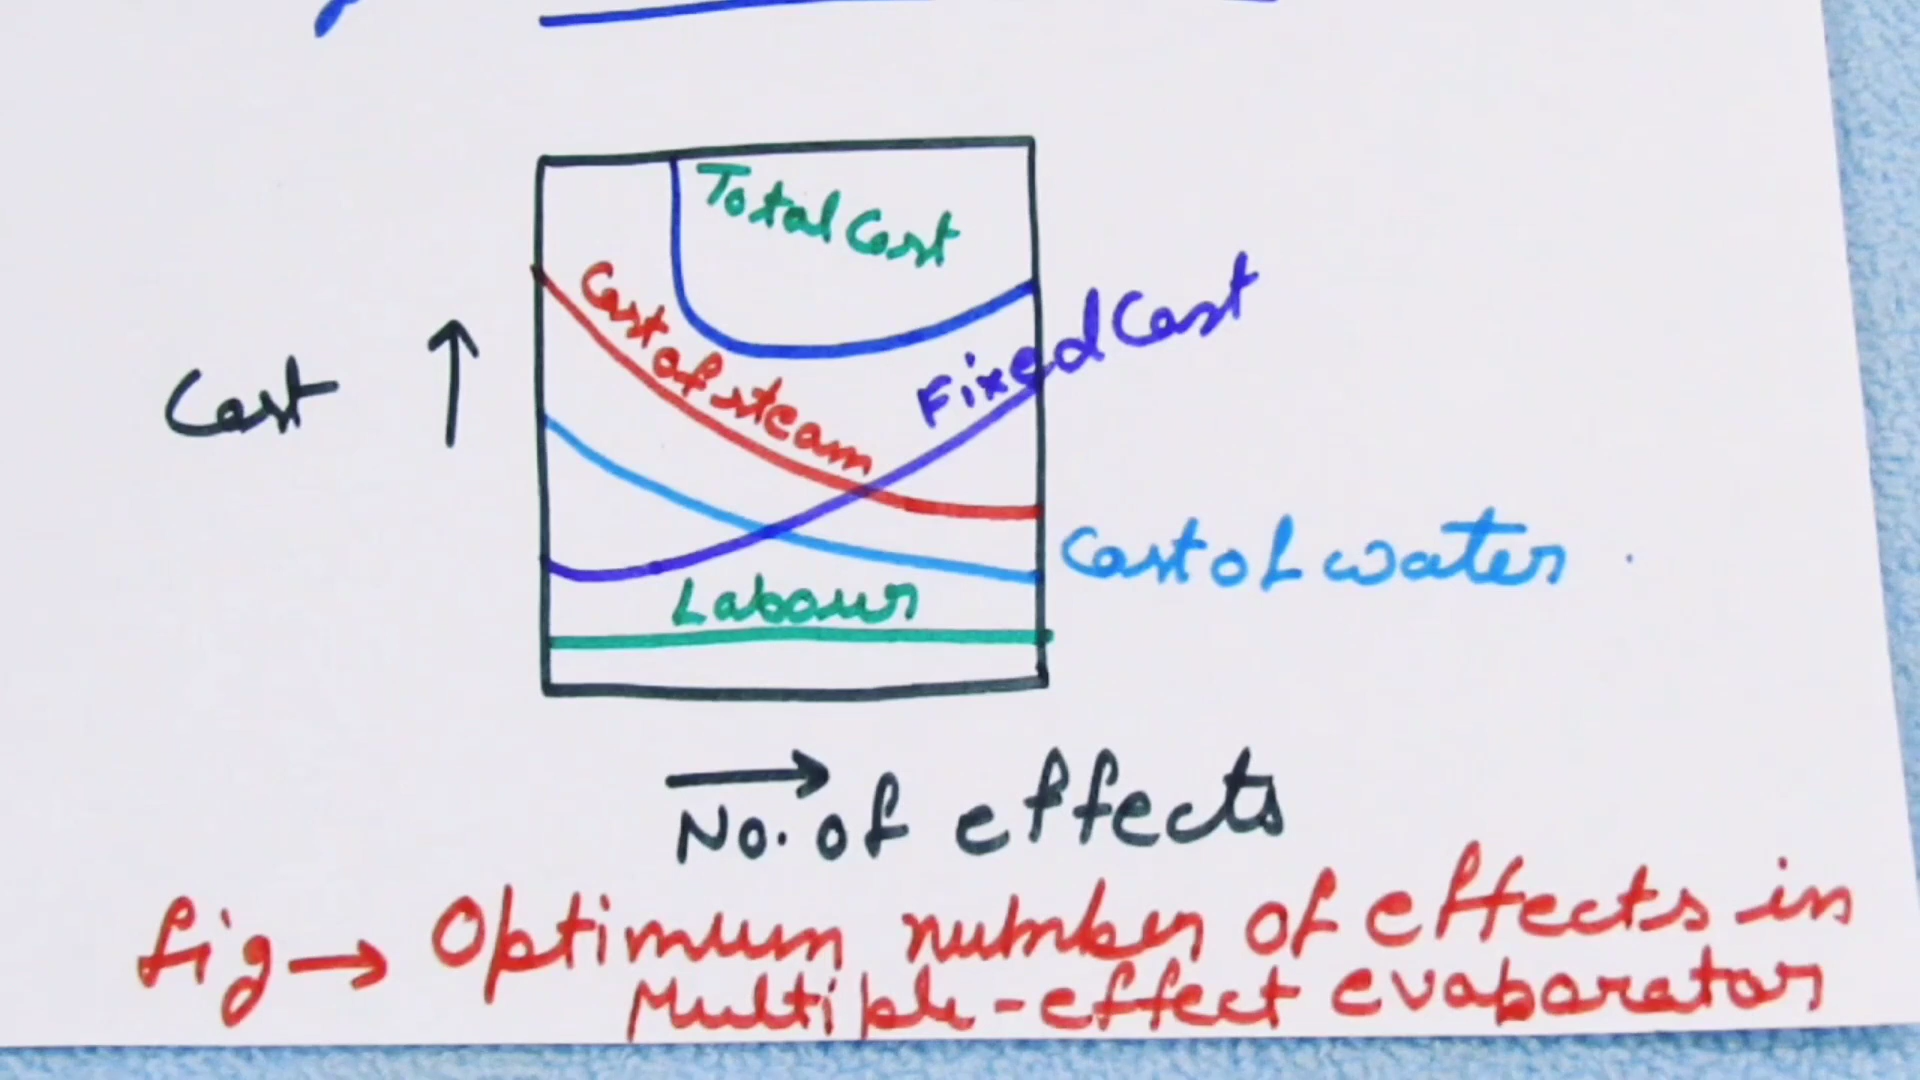 Total Cost
Cost of steam
Fixed Cost
Cost
Cost of water
Labour
No. of effects
fig → Optimum number of effects in
Multiple-effect evaporator